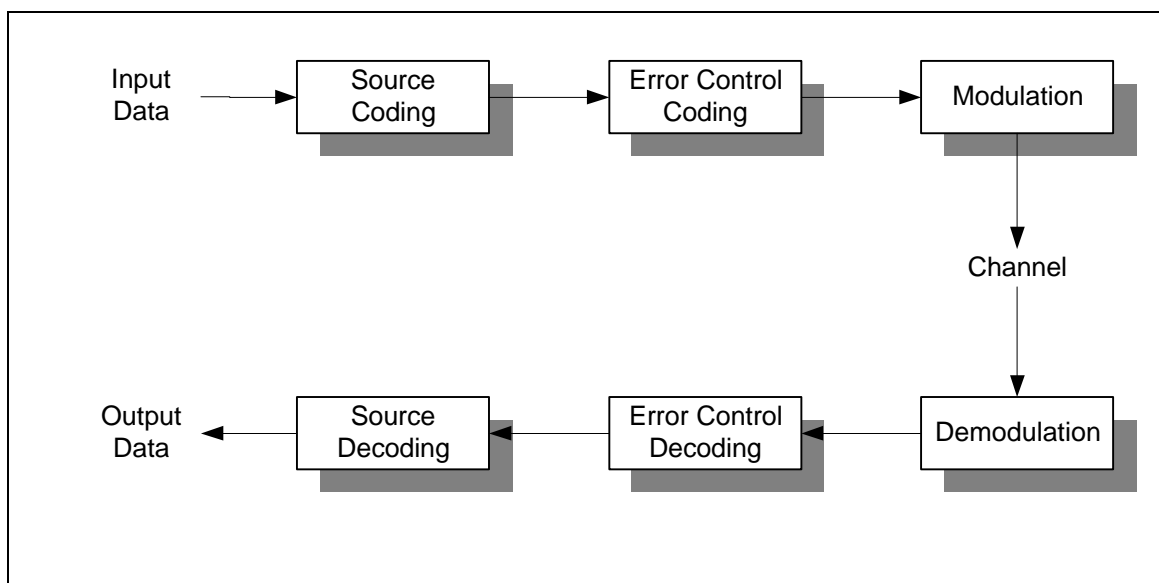 Input
Data
Source
Coding
Error Control
Coding
Modulation
Channel
Output
Data
Source
Decoding
Error Control
Decoding
Demodulation